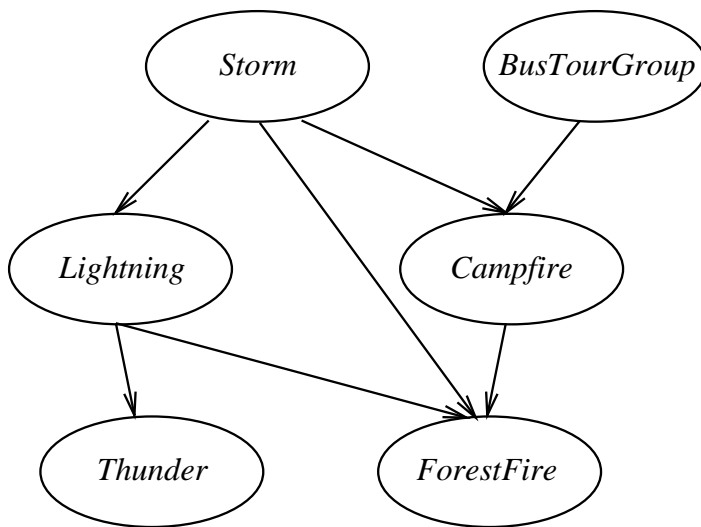 Storm
BusTourGroup
Lightning
Campfire
Thunder
ForestFire